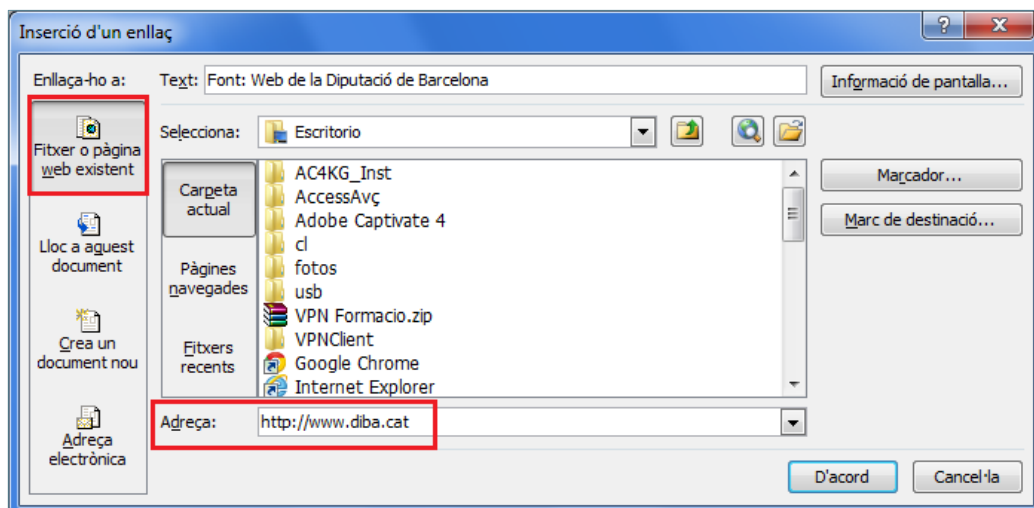 Inserció d'un enllaç
Enllaça-ho a:
Text: Font: Web de la Diputació de Barcelona
Informació de pantalla...
Fitxer o pàgina
web existent
Selecciona: Escritorio
Carpeta
actual
Pàgines
navegades
Fitxers
recents
AC4KG_Inst
AccessAvç
Adobe Captivate 4
cl
fotos
usb
VPN Formacio.zip
VPNClient
Google Chrome
Internet Explorer
Marcador...
Marc de destinació...
Lloc a aquest
document
Crea un
document nou
Adreça
electrònica
Adreça: http://www.diba.cat
D'acord
Cancel·la